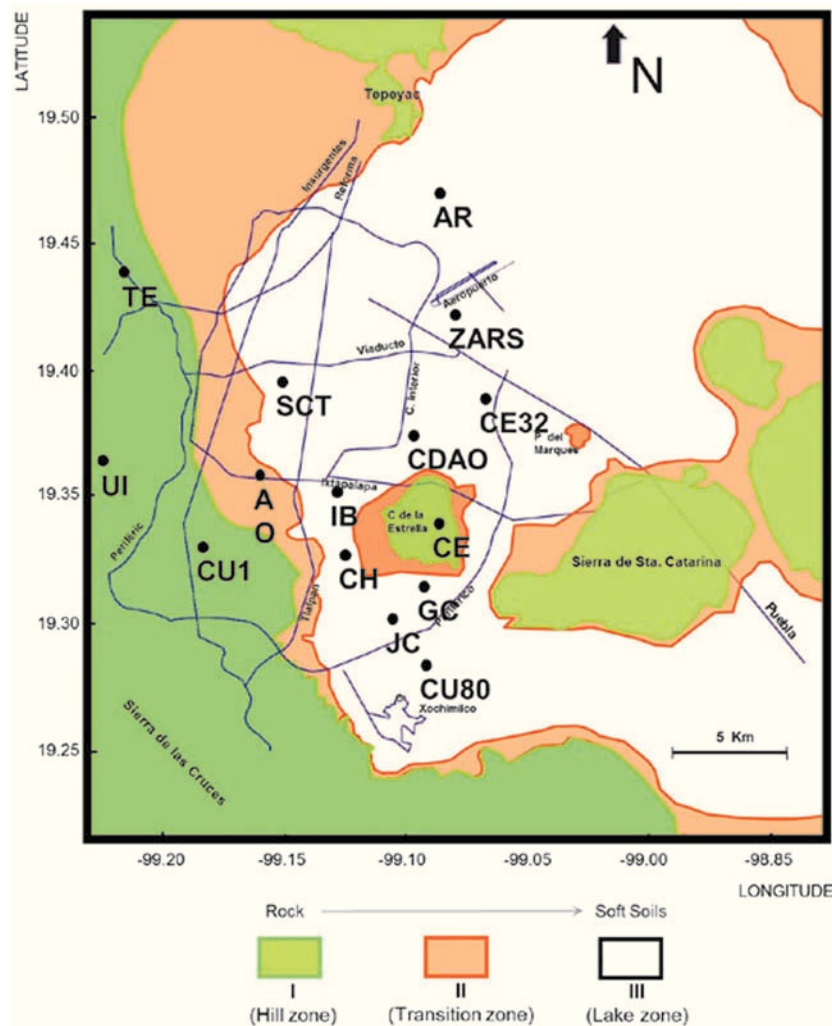 LATITUDE
N
19.50
19.45
19.40
19.35
19.30
19.25
Topoyac
Insurgentes
Reforma
AR
TE
Aeropuerto
ZARS
Viaducto
C. Interior
SCT
CE32
P. del
Marques
CDAO
UI
A
O
Ixtapalapa
IB
C de la
Estrella
CE
Periféric
CU1
CH
Sierra de Sta. Catarina
Tlalpan
GC
JC
Puebla
CU80
Xochimilco
Sierra de las Cruces
5 Km
-99.20
-99.15
-99.10
-99.05
-99.00
-98.85
LONGITUDE
Rock
Soft Soils
I
(Hill zone)
II
(Transition zone)
III
(Lake zone)